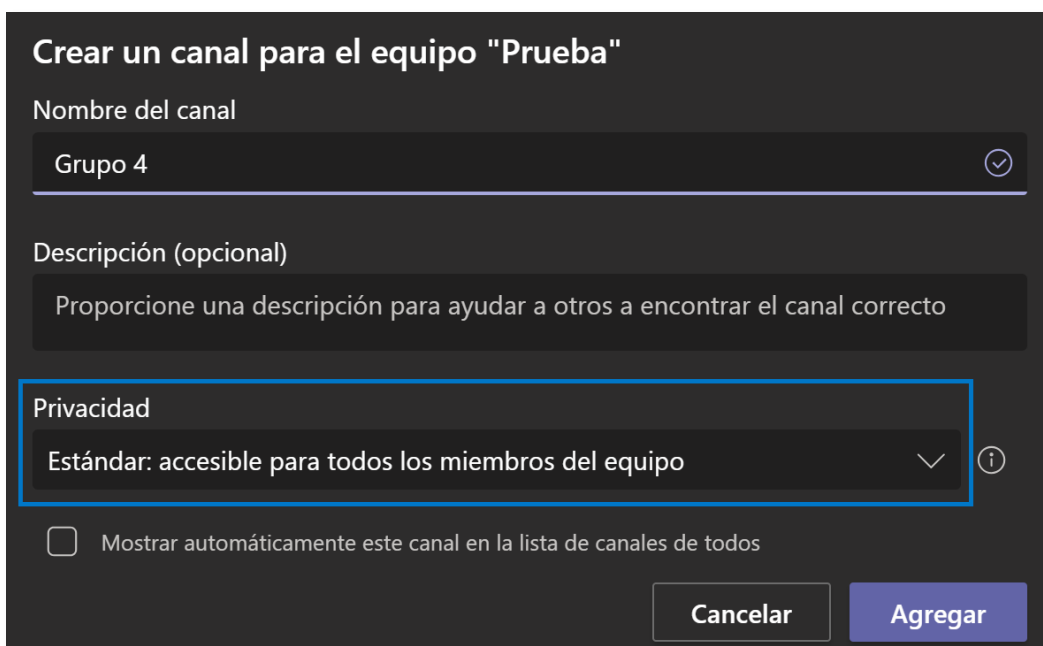 Crear un canal para el equipo "Prueba"
Nombre del canal
Grupo 4
Descripción (opcional)
Proporcione una descripción para ayudar a otros a encontrar el canal correcto
Privacidad
Estándar: accesible para todos los miembros del equipo
Mostrar automáticamente este canal en la lista de canales de todos
Cancelar Agregar